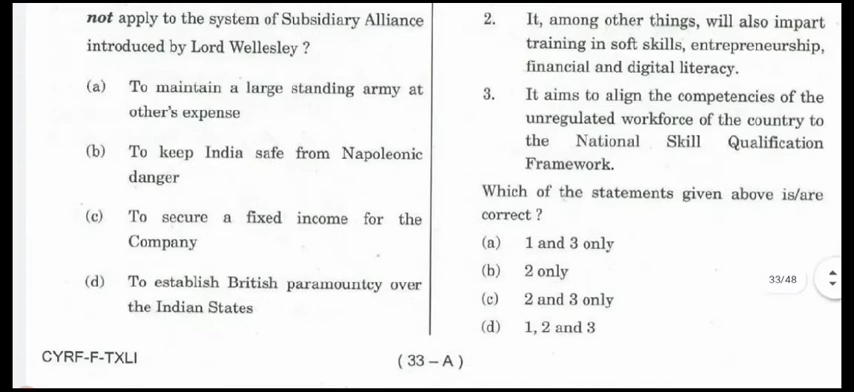 not apply to the system of Subsidiary Alliance
introduced by Lord Wellesley ?
(a) To maintain a large standing army at
other's expense
(b) To keep India safe from Napoleonic
danger
(c) To secure a fixed income for the
Company
(d) To establish British paramountcy over
the Indian States
2. It, among other things, will also impart
training in soft skills, entrepreneurship,
financial and digital literacy.
3. It aims to align the competencies of the
unregulated workforce of the country to
the National Skill Qualification
Framework.
Which of the statements given above is/are
correct ?
(a) 1 and 3 only
(b) 2 only
(c) 2 and 3 only
(d) 1, 2 and 3
33/48
CYRF-F-TXLI
( 33 – A )